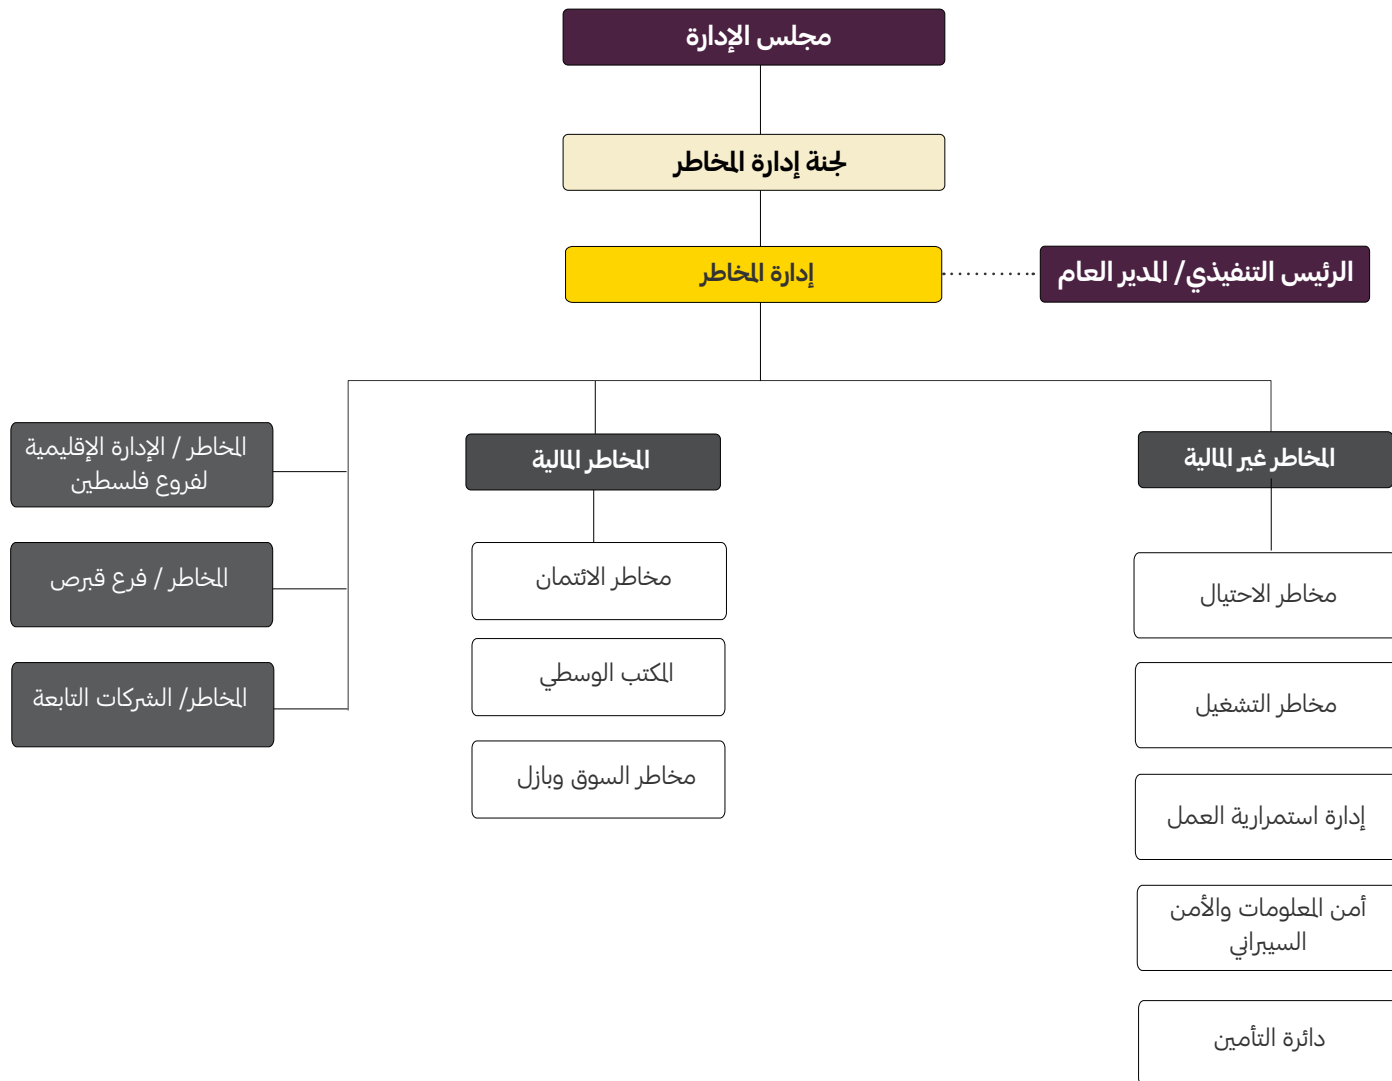 مجلس الإدارة
لجنة إدارة المخاطر
إدارة المخاطر
الرئيس التنفيذي/ المدير العام
المخاطر غير المالية
مخاطر الاحتيال
مخاطر التشغيل
إدارة استمرارية العمل
أمن المعلومات والأمن
السيبراني
دائرة التأمين
المخاطر المالية
مخاطر الائتمان
المكتب الوسطي
مخاطر السوق وبازل
المخاطر / الإدارة الإقليمية
لفروع فلسطين
المخاطر / فرع قبرص
المخاطر/ الشركات التابعة